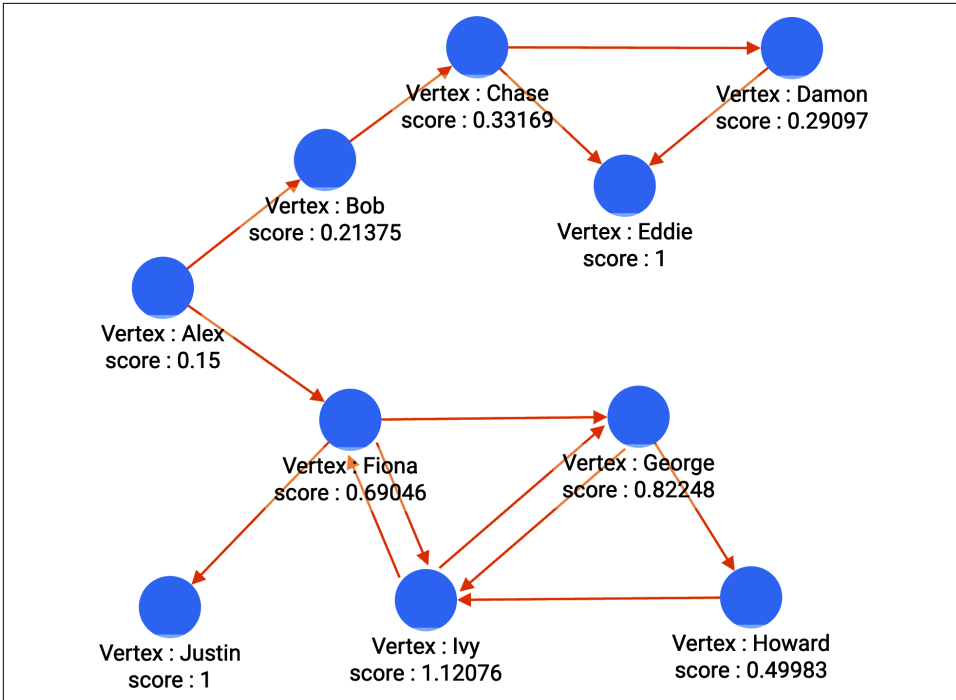 Vertex : Chase
score : 0.33169
Vertex : Damon
score : 0.29097
Vertex : Bob
score : 0.21375
Vertex : Eddie
score : 1
Vertex : Alex
score : 0.15
Vertex : Fiona
score : 0.69046
Vertex : George
score : 0.82248
Vertex : Justin
score : 1
Vertex : Ivy
score : 1.12076
Vertex : Howard
score : 0.49983